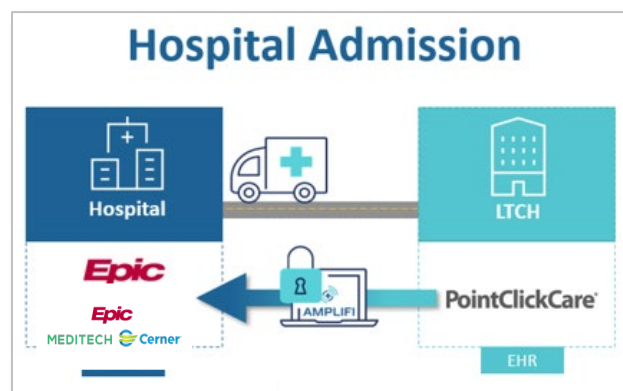 Hospital Admission
Hospital
LTCH
Epic
Epic
MEDITECH Cerner
AMPLIFI
PointClickCare®
EHR